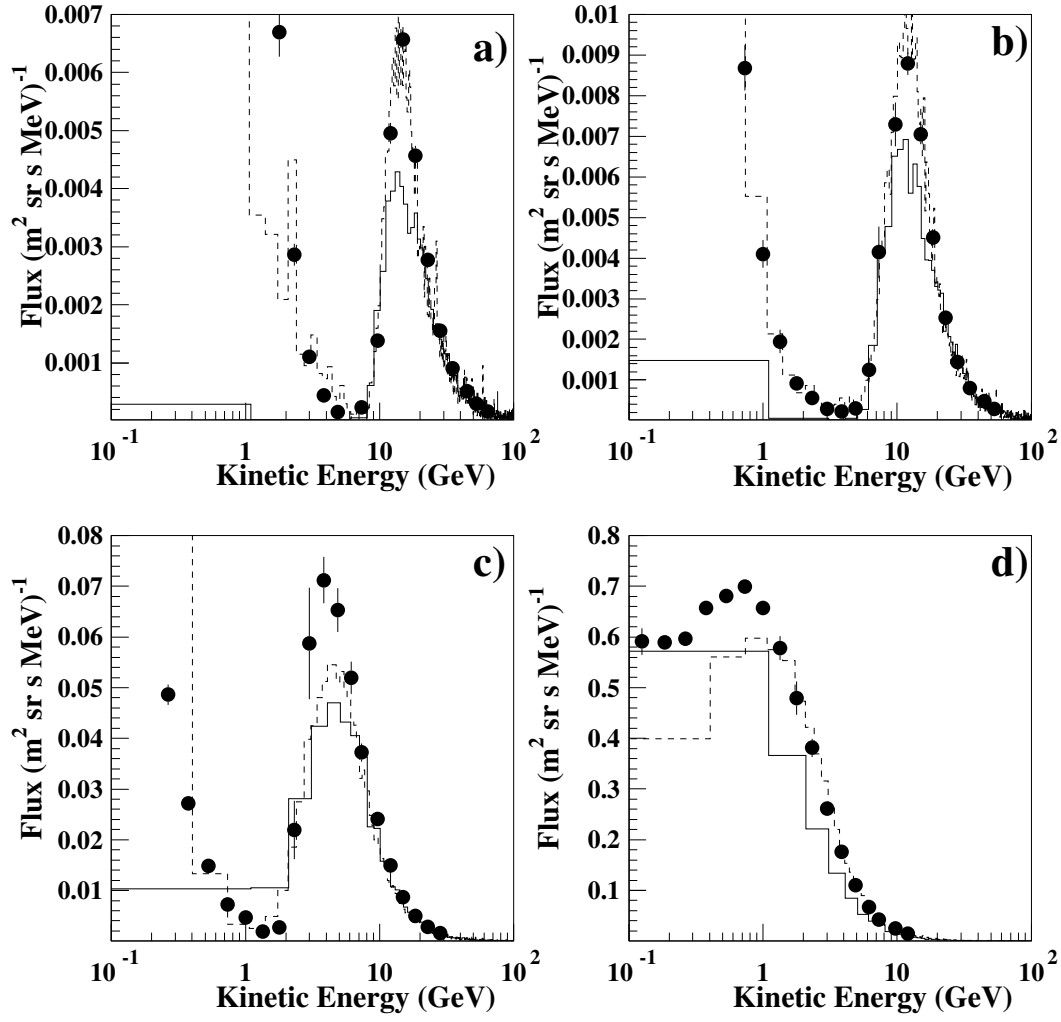 a)
0.007
0.006
0.005
0.004
0.003
0.002
0.001
Flux (m² sr s MeV)⁻¹
10⁻¹ 1 10 10²
Kinetic Energy (GeV)
b)
0.01
0.009
0.008
0.007
0.006
0.005
0.004
0.003
0.002
0.001
Flux (m² sr s MeV)⁻¹
10⁻¹ 1 10 10²
Kinetic Energy (GeV)
c)
0.08
0.07
0.06
0.05
0.04
0.03
0.02
0.01
Flux (m² sr s MeV)⁻¹
10⁻¹ 1 10 10²
Kinetic Energy (GeV)
d)
0.8
0.7
0.6
0.5
0.4
0.3
0.2
0.1
Flux (m² sr s MeV)⁻¹
10⁻¹ 1 10 10²
Kinetic Energy (GeV)